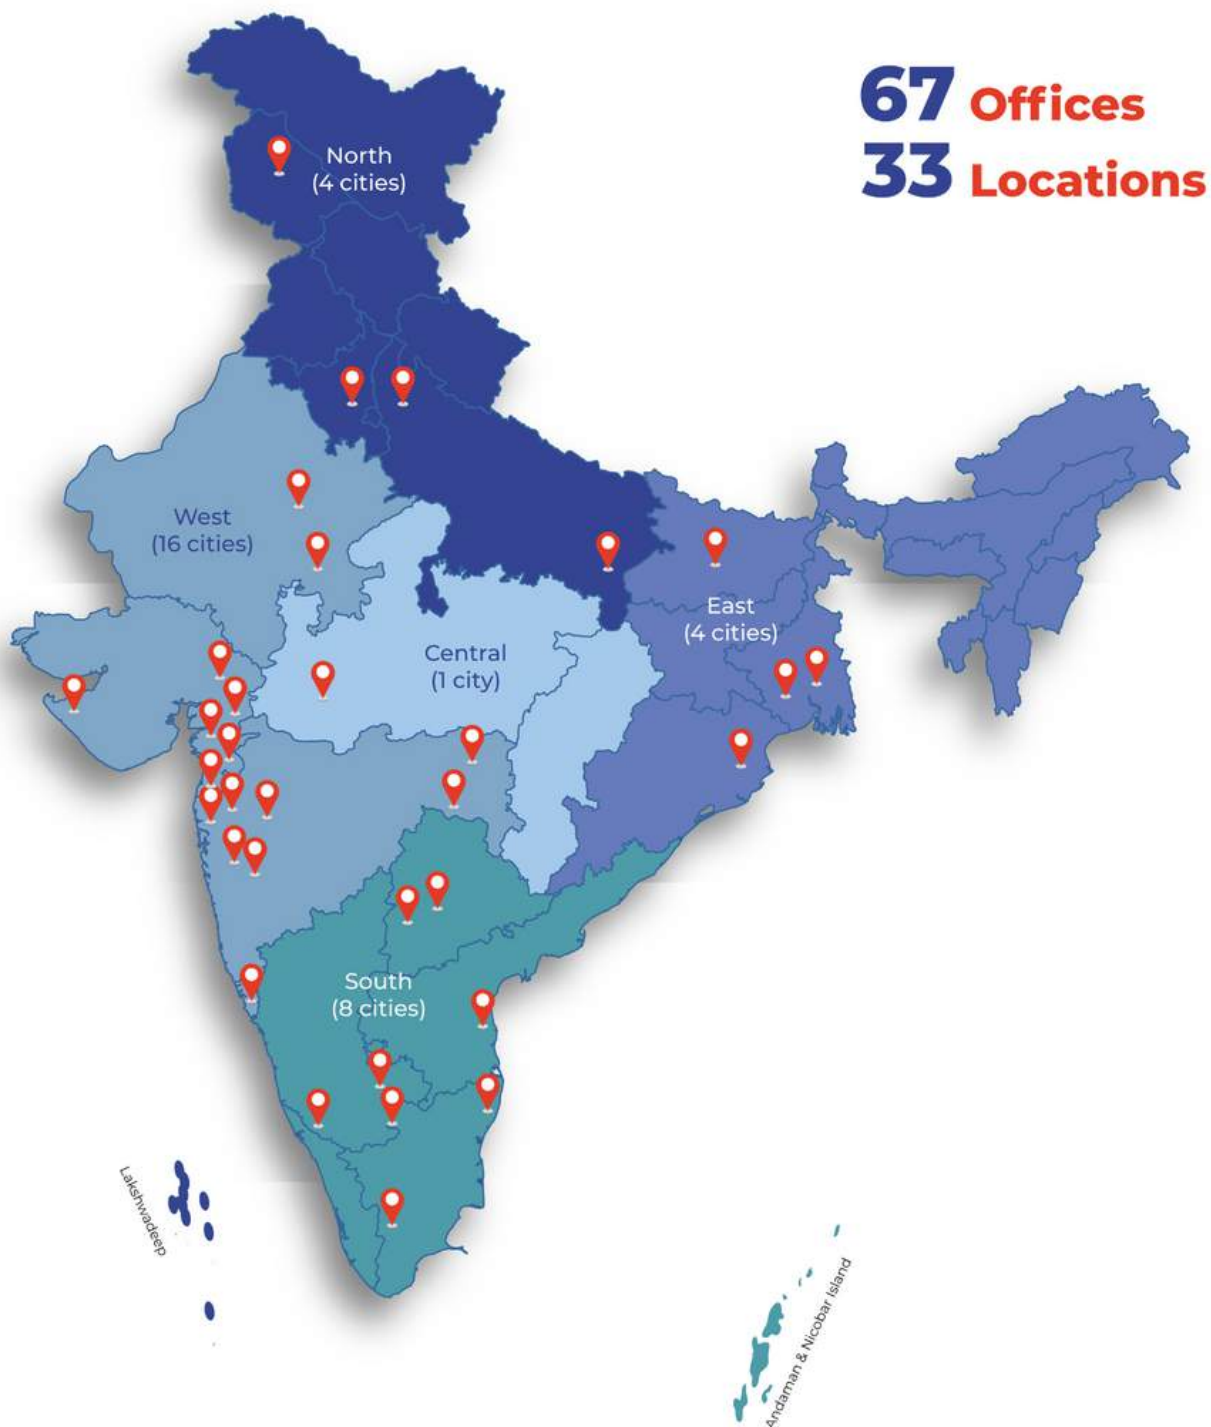 67 Offices
33 Locations
North
(4 cities)
West
(16 cities)
East
(4 cities)
Central
(1 city)
South
(8 cities)
Lakshwadeep
Andaman & Nicobar Island